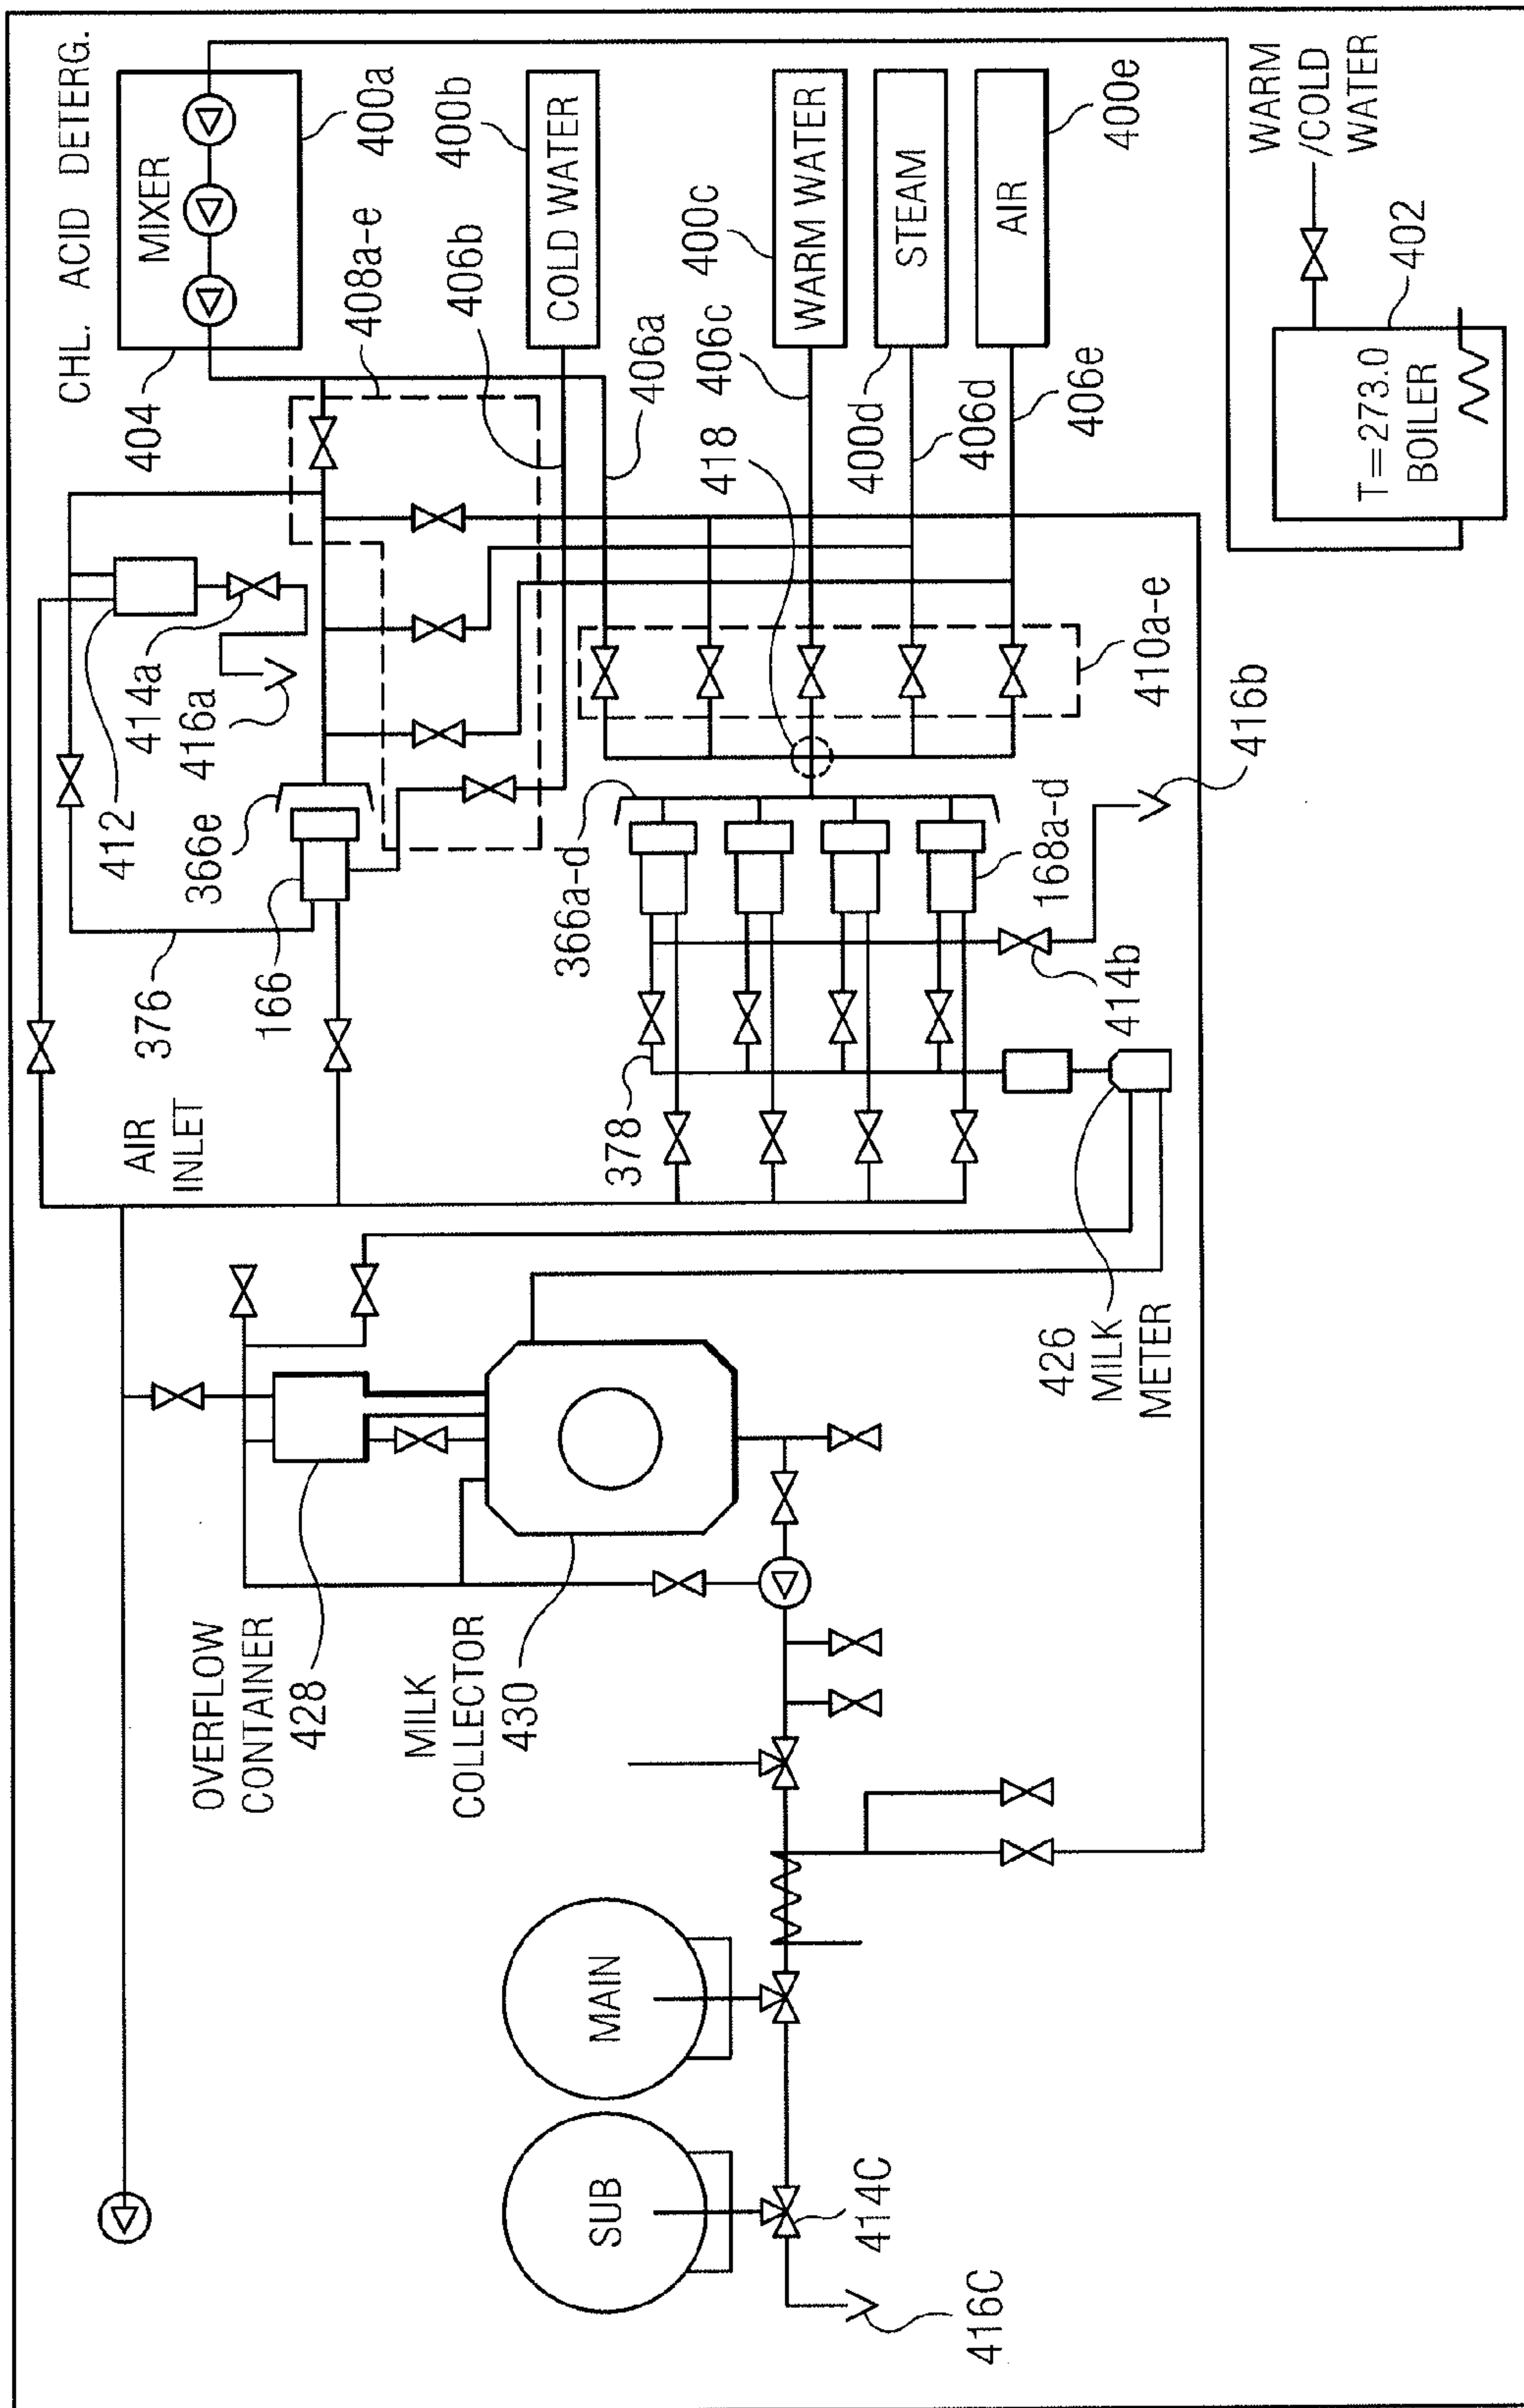 CHL. ACID DETERG.
MIXER
404
400a
408a-e
400b
COLD WATER
406b
406a
406c
400c
WARM WATER
418
400d
STEAM
406d
AIR
400e
406e
410a-e
WARM
/COLD
WATER
402
T=273.0
BOILER
412
414a
416a
366e
376
166
366a-d
168a-d
416b
414b
378
AIR
INLET
426
MILK
METER
OVERFLOW
CONTAINER
428
MILK
COLLECTOR
430
MAIN
SUB
414C
416C